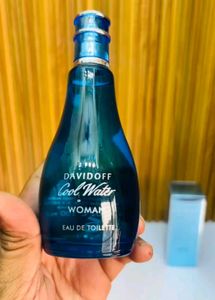 DAVIDOFF
Cool Water
WOMAN
EAU DE TOILETTE